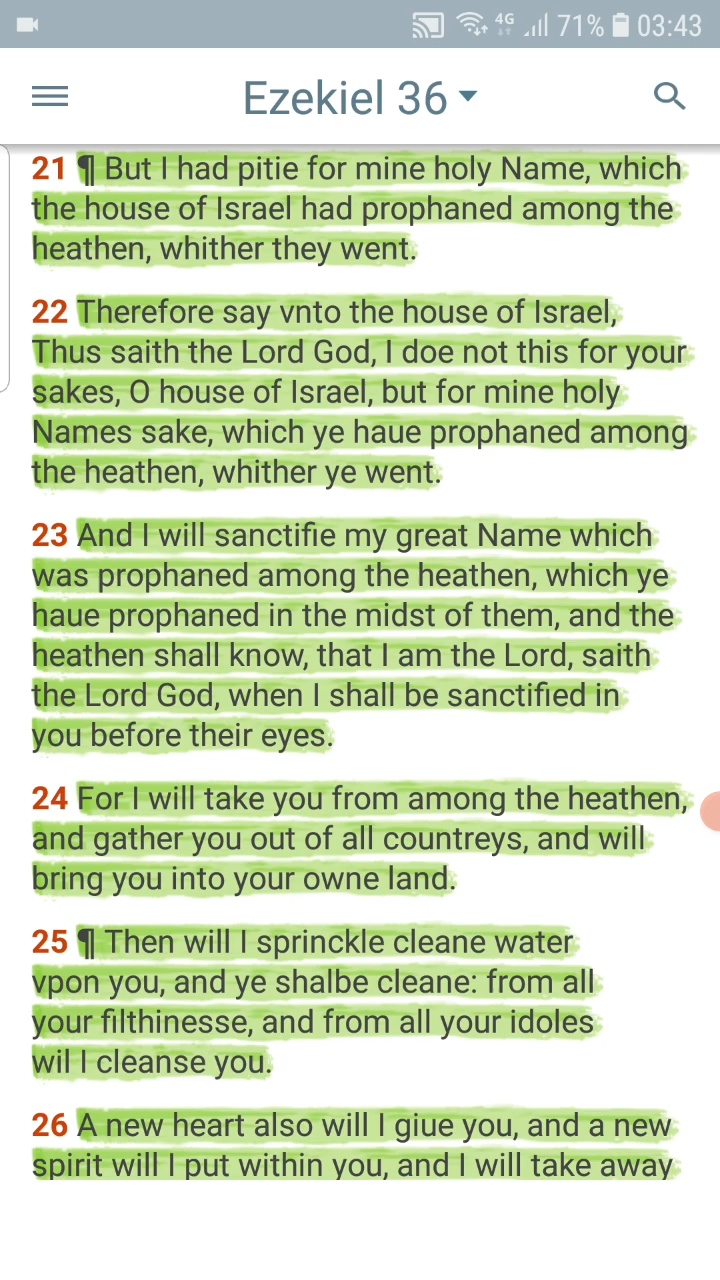 4G 71% 03:43
Ezekiel 36
21 ¶ But I had pitie for mine holy Name, which
the house of Israel had prophaned among the
heathen, whither they went.
22 Therefore say vnto the house of Israel,
Thus saith the Lord God, I doe not this for your
sakes, O house of Israel, but for mine holy
Names sake, which ye haue prophaned among
the heathen, whither ye went.
23 And I will sanctifie my great Name which
was prophaned among the heathen, which ye
haue prophaned in the midst of them, and the
heathen shall know, that I am the Lord, saith
the Lord God, when I shall be sanctified in
you before their eyes.
24 For I will take you from among the heathen,
and gather you out of all countreys, and will
bring you into your owne land.
25 ¶ Then will I sprinckle cleane water
vpon you, and ye shalbe cleane: from all
your filthinesse, and from all your idoles
wil I cleanse you.
26 A new heart also will I giue you, and a new
spirit will I put within you, and I will take away